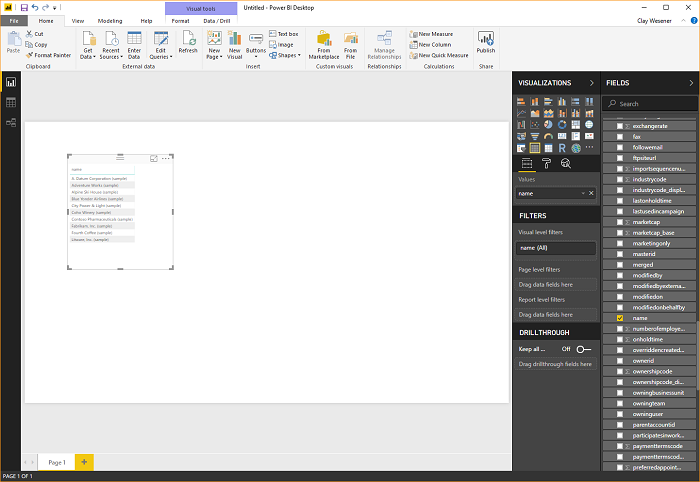 Visual tools
Untitled - Power BI Desktop
File
Home
View
Modeling
Help
Format
Data / Drill
Clay Wesener
Paste
Cut
Copy
Format Painter
Clipboard
Get Data
Recent Sources
Enter Data
Edit Queries
External data
Refresh
New Page
New Visual
Buttons
Text box
Image
Shapes
Insert
From Marketplace
From File
Custom visuals
Manage Relationships
Relationships
New Measure
New Column
New Quick Measure
Calculations
Publish
Share
name
A. Datum Corporation (sample)
Adventure Works (sample)
Alpine Ski House (sample)
Blue Yonder Airlines (sample)
City Power & Light (sample)
Coho Winery (sample)
Contoso Pharmaceuticals (sample)
Fabrikam, Inc. (sample)
Fourth Coffee (sample)
Litware, Inc. (sample)
VISUALIZATIONS
R
Values
name
FILTERS
Visual level filters
name (All)
Page level filters
Drag data fields here
Report level filters
Drag data fields here
DRILLTHROUGH
Keep all ...
Off
Drag drillthrough fields here
FIELDS
Search
exchangerate
fax
followemail
ftpsiteurl
importsequencenu...
industrycode
industrycode_displ...
lastonholdtime
lastusedincampaign
marketcap
marketcap_base
marketingonly
masterid
merged
modifiedby
modifiedbyexterna...
modifiedon
modifiedonbehalfby
name
numberofemploye...
onholdtime
overriddencreated...
ownerid
ownershipcode
ownershipcode_di...
owningbusinessunit
owningteam
owninguser
parentaccountid
participatesinwork...
paymenttermscode
paymenttermscod...
preferredappoint...
Page 1
PAGE 1 OF 1